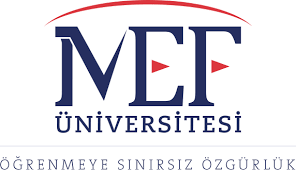 MEF
ÜNİVERSİTESİ
ÖĞRENMEYE SINIRSIZ ÖZGÜRLÜK